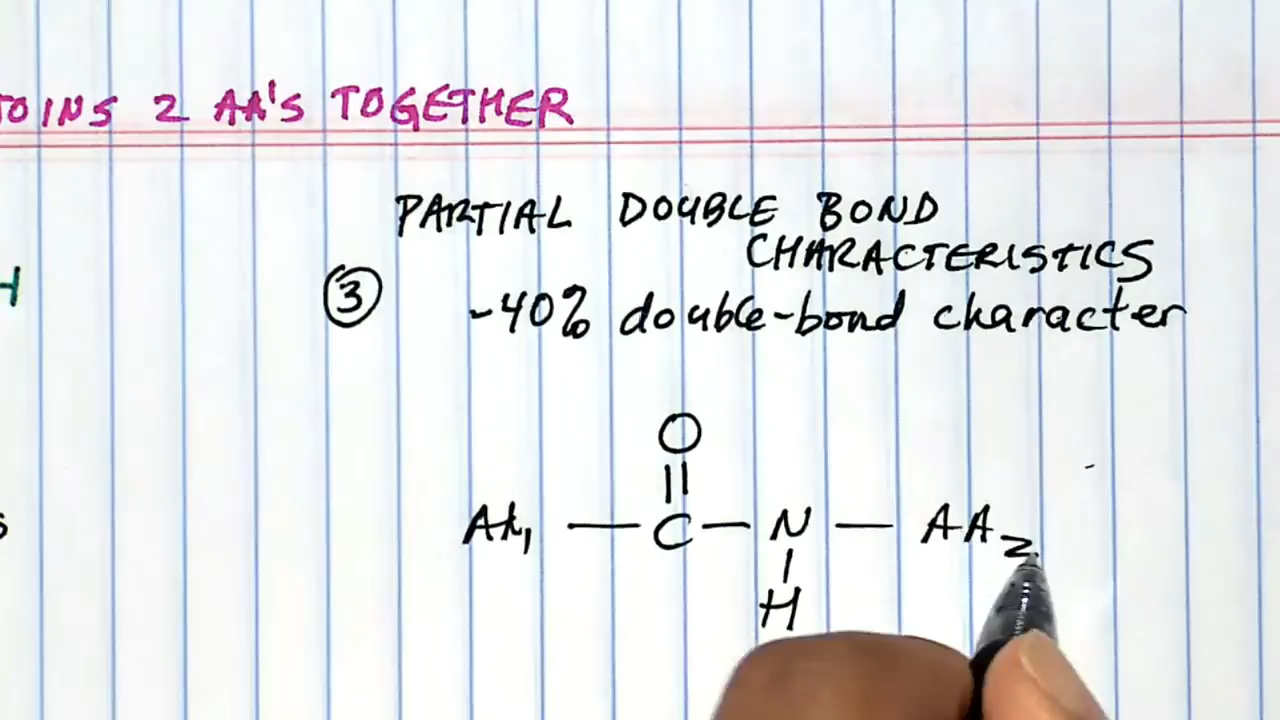 JOINS 2 AA'S TOGETHER
PARTIAL DOUBLE BOND
CHARACTERISTICS
H
3
-40% double-bond character
O
AA1 — C — N — AA2
H